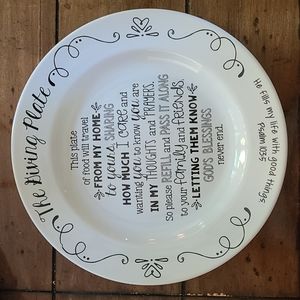 The Giving Plate
This plate
of food will travel
FROM MY HOME
to yours SHARING
HOW MUCH I care and
wanting you to know you are
IN MY THOUGHTS and PRAYERS.
So please REFILL and PASS IT ALONG
to your family and friends,
LETTING THEM KNOW
GOD'S BLESSINGS
never end.
He fills my life with good things.
Psalm 103:5